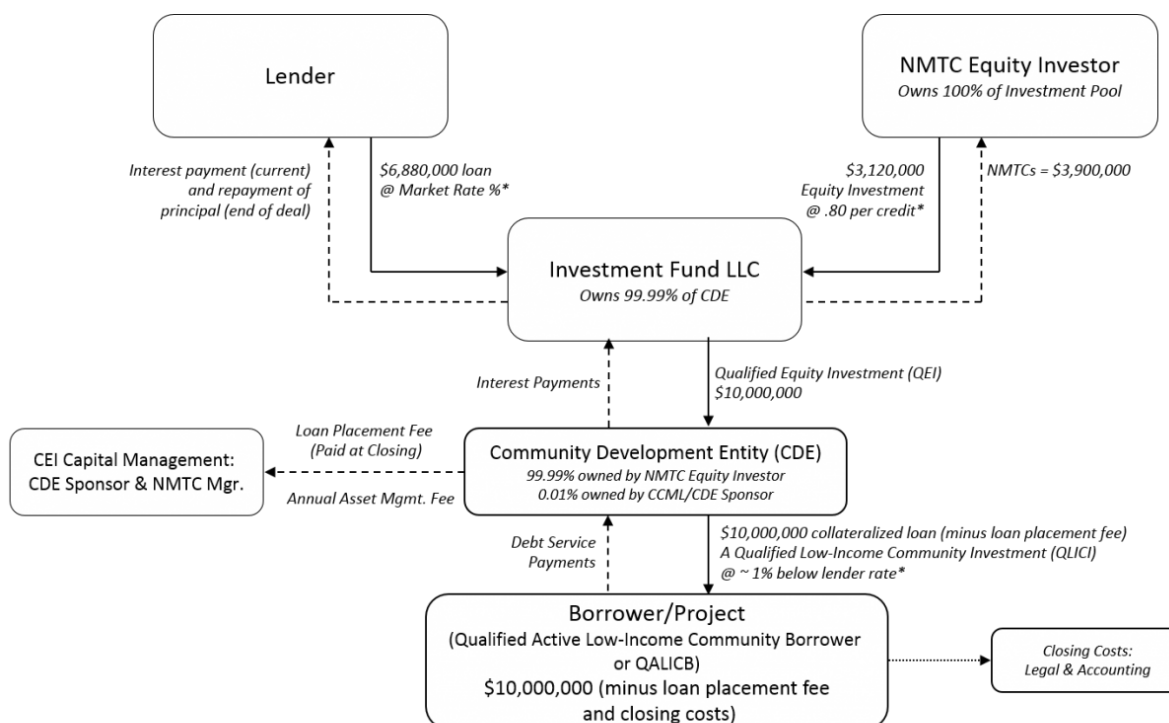 Lender
NMTC Equity Investor
Owns 100% of Investment Pool
Interest payment (current)
and repayment of
principal (end of deal)
$6,880,000 loan
@ Market Rate %*
$3,120,000
Equity Investment
@ .80 per credit*
NMTCs = $3,900,000
Investment Fund LLC
Owns 99.99% of CDE
Interest Payments
Qualified Equity Investment (QEI)
$10,000,000
CEI Capital Management:
CDE Sponsor & NMTC Mgr.
Loan Placement Fee
(Paid at Closing)
Annual Asset Mgmt. Fee
Community Development Entity (CDE)
99.99% owned by NMTC Equity Investor
0.01% owned by CCML/CDE Sponsor
Debt Service
Payments
$10,000,000 collateralized loan (minus loan placement fee)
A Qualified Low-Income Community Investment (QLICI)
@ ~ 1% below lender rate*
Borrower/Project
(Qualified Active Low-Income Community Borrower
or QALICB)
$10,000,000 (minus loan placement fee
and closing costs)
Closing Costs:
Legal & Accounting